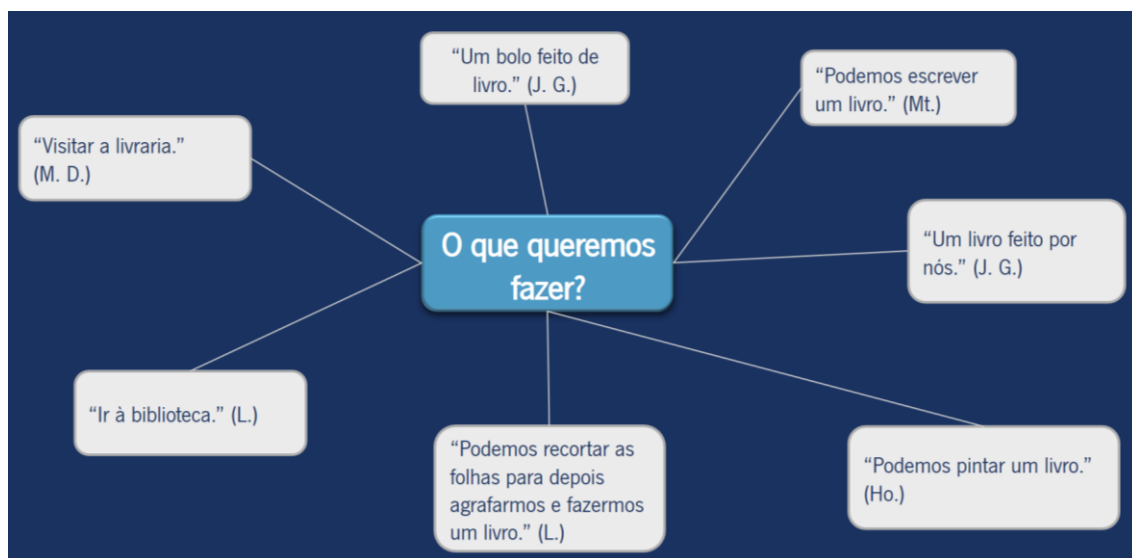 “Um bolo feito de
livro.” (J. G.)
“Podemos escrever
um livro.” (Mt.)
“Visitar a livraria.”
(M. D.)
O que queremos
fazer?
“Um livro feito por
nós.” (J. G.)
“Ir à biblioteca.” (L.)
“Podemos recortar as
folhas para depois
agrafarmos e fazermos
um livro.” (L.)
“Podemos pintar um livro.”
(Ho.)